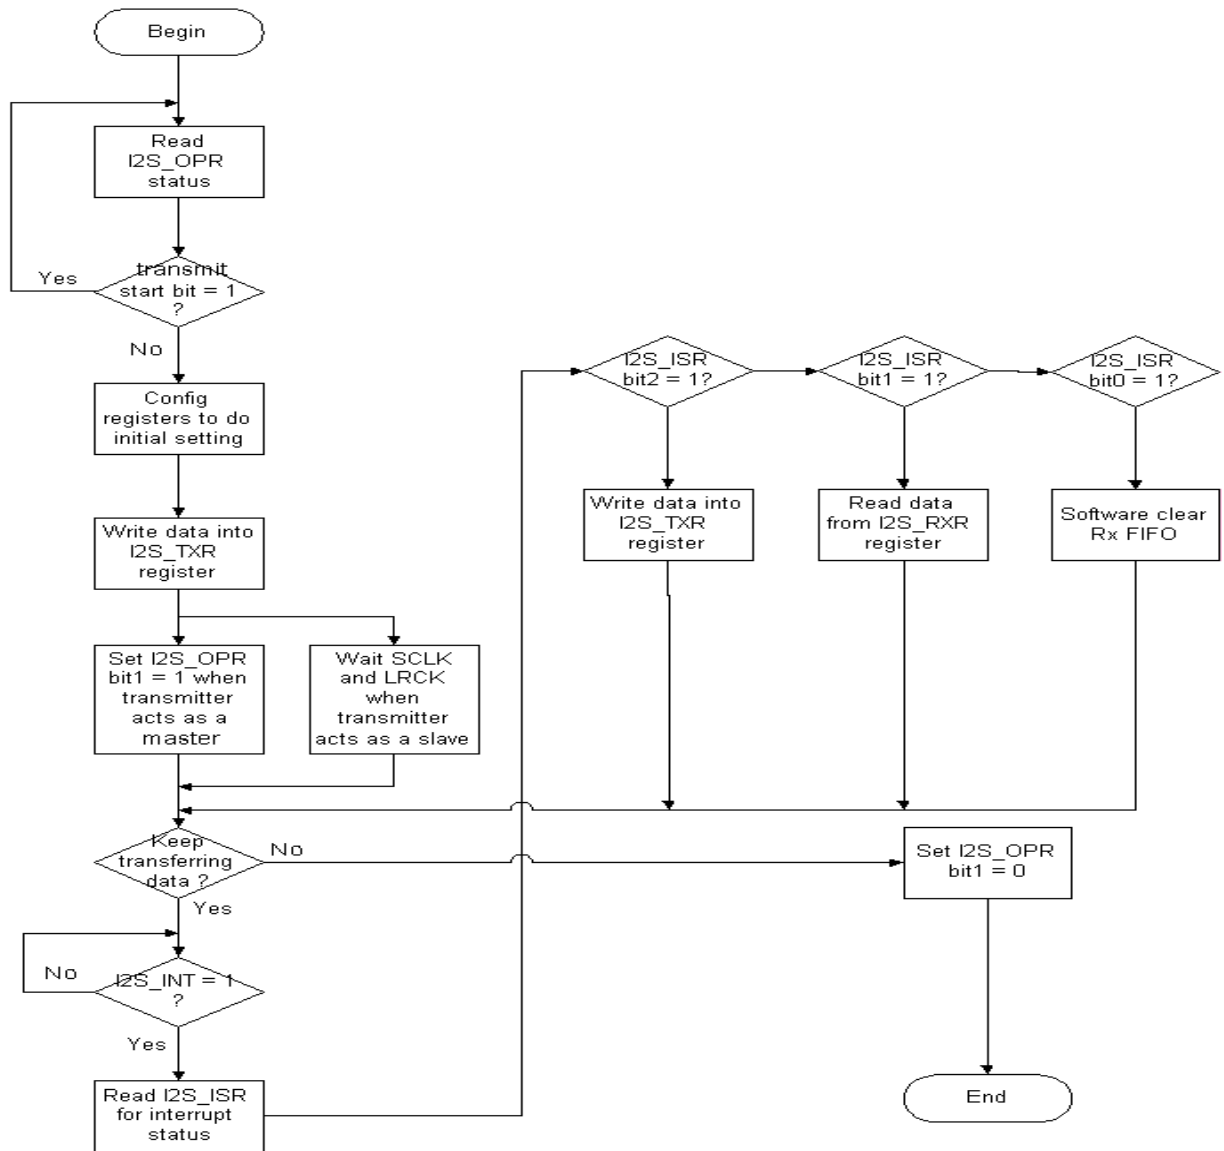 Begin
Read
I2S_OPR
status
transmit
start bit = 1
?
Yes
No
Config
registers to do
initial setting
Write data into
I2S_TXR
register
Set I2S_OPR
bit1 = 1 when
transmitter
acts as a
master
Wait SCLK
and LRCK
when
transmitter
acts as a slave
Keep
transferring
data ?
No
Yes
I2S_INT = 1
?
No
Yes
Read I2S_ISR
for interrupt
status
I2S_ISR
bit2 = 1?
I2S_ISR
bit1 = 1?
I2S_ISR
bit0 = 1?
Write data into
I2S_TXR
register
Read data
from I2S_RXR
register
Software clear
Rx FIFO
Set I2S_OPR
bit1 = 0
End